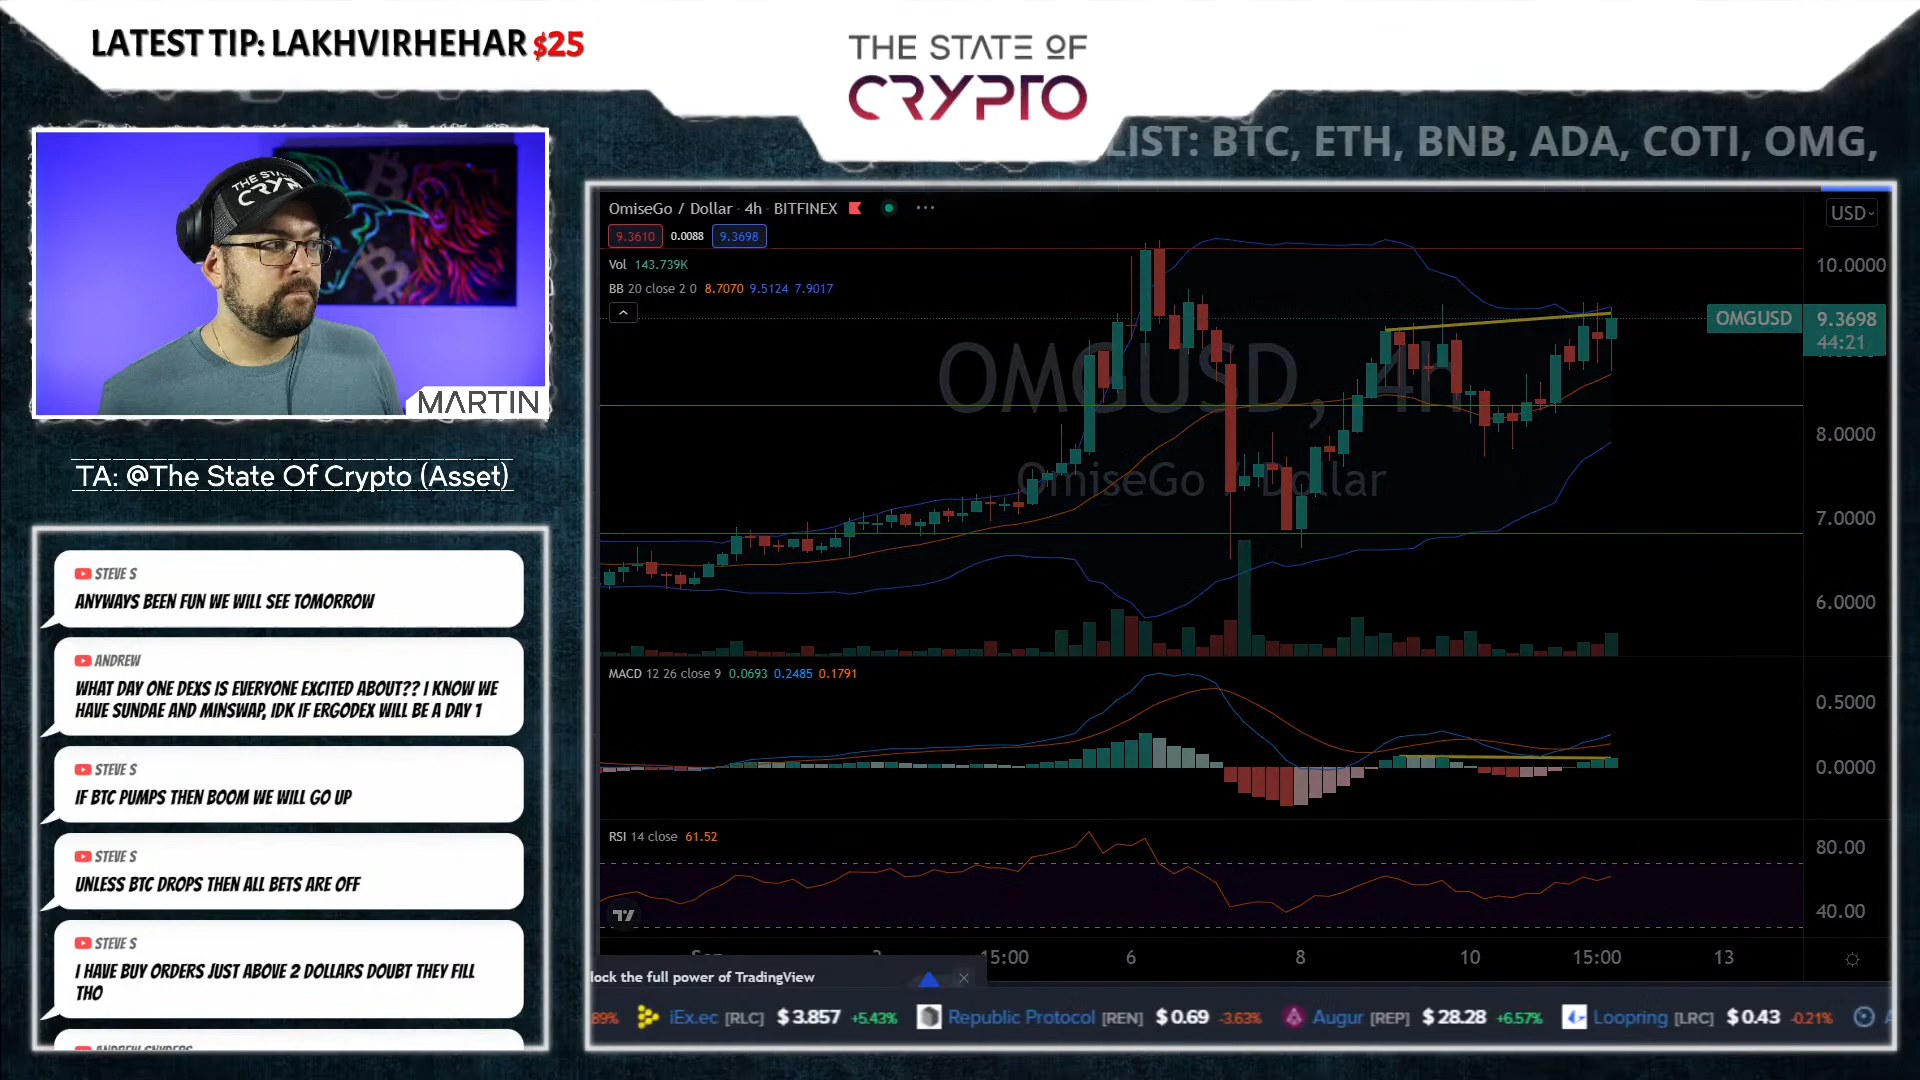 LATEST TIP: LAKHVIRHEHAR $25
THE STATE OF
CRYPTO
LIST: BTC, ETH, BNB, ADA, COTI, OMG,
MARTIN
TA: @The State Of Crypto (Asset)
STEVE S
ANYWAYS BEEN FUN WE WILL SEE TOMORROW
ANDREW
WHAT DAY ONE DEXS IS EVERYONE EXCITED ABOUT?? I KNOW WE
HAVE SUNDAE AND MINSWAP, IDK IF ERGODEX WILL BE A DAY 1
STEVE S
IF BTC PUMPS THEN BOOM WE WILL GO UP
STEVE S
UNLESS BTC DROPS THEN ALL BETS ARE OFF
STEVE S
I HAVE BUY ORDERS JUST ABOVE 2 DOLLARS DOUBT THEY FILL
THO
OmiseGo / Dollar · 4h · BITFINEX
USD
9.3610 0.0088 9.3698
Vol 143.739K
BB 20 close 2 0 8.7070 9.5124 7.9017
10.0000
OMGUSD 9.3698
44:21
OMGUSD, 4h
OmiseGo / Dollar
8.0000
7.0000
6.0000
MACD 12 26 close 9 0.0693 0.2485 0.1791
0.5000
0.0000
RSI 14 close 61.52
80.00
40.00
15:00 6 8 10 15:00 13
lock the full power of TradingView
89% iEx.ec [RLC] $ 3.857 +5.43% Republic Protocol [REN] $ 0.69 -3.63% Augur [REP] $ 28.28 +6.57% Loopring [LRC] $ 0.43 -0.21%